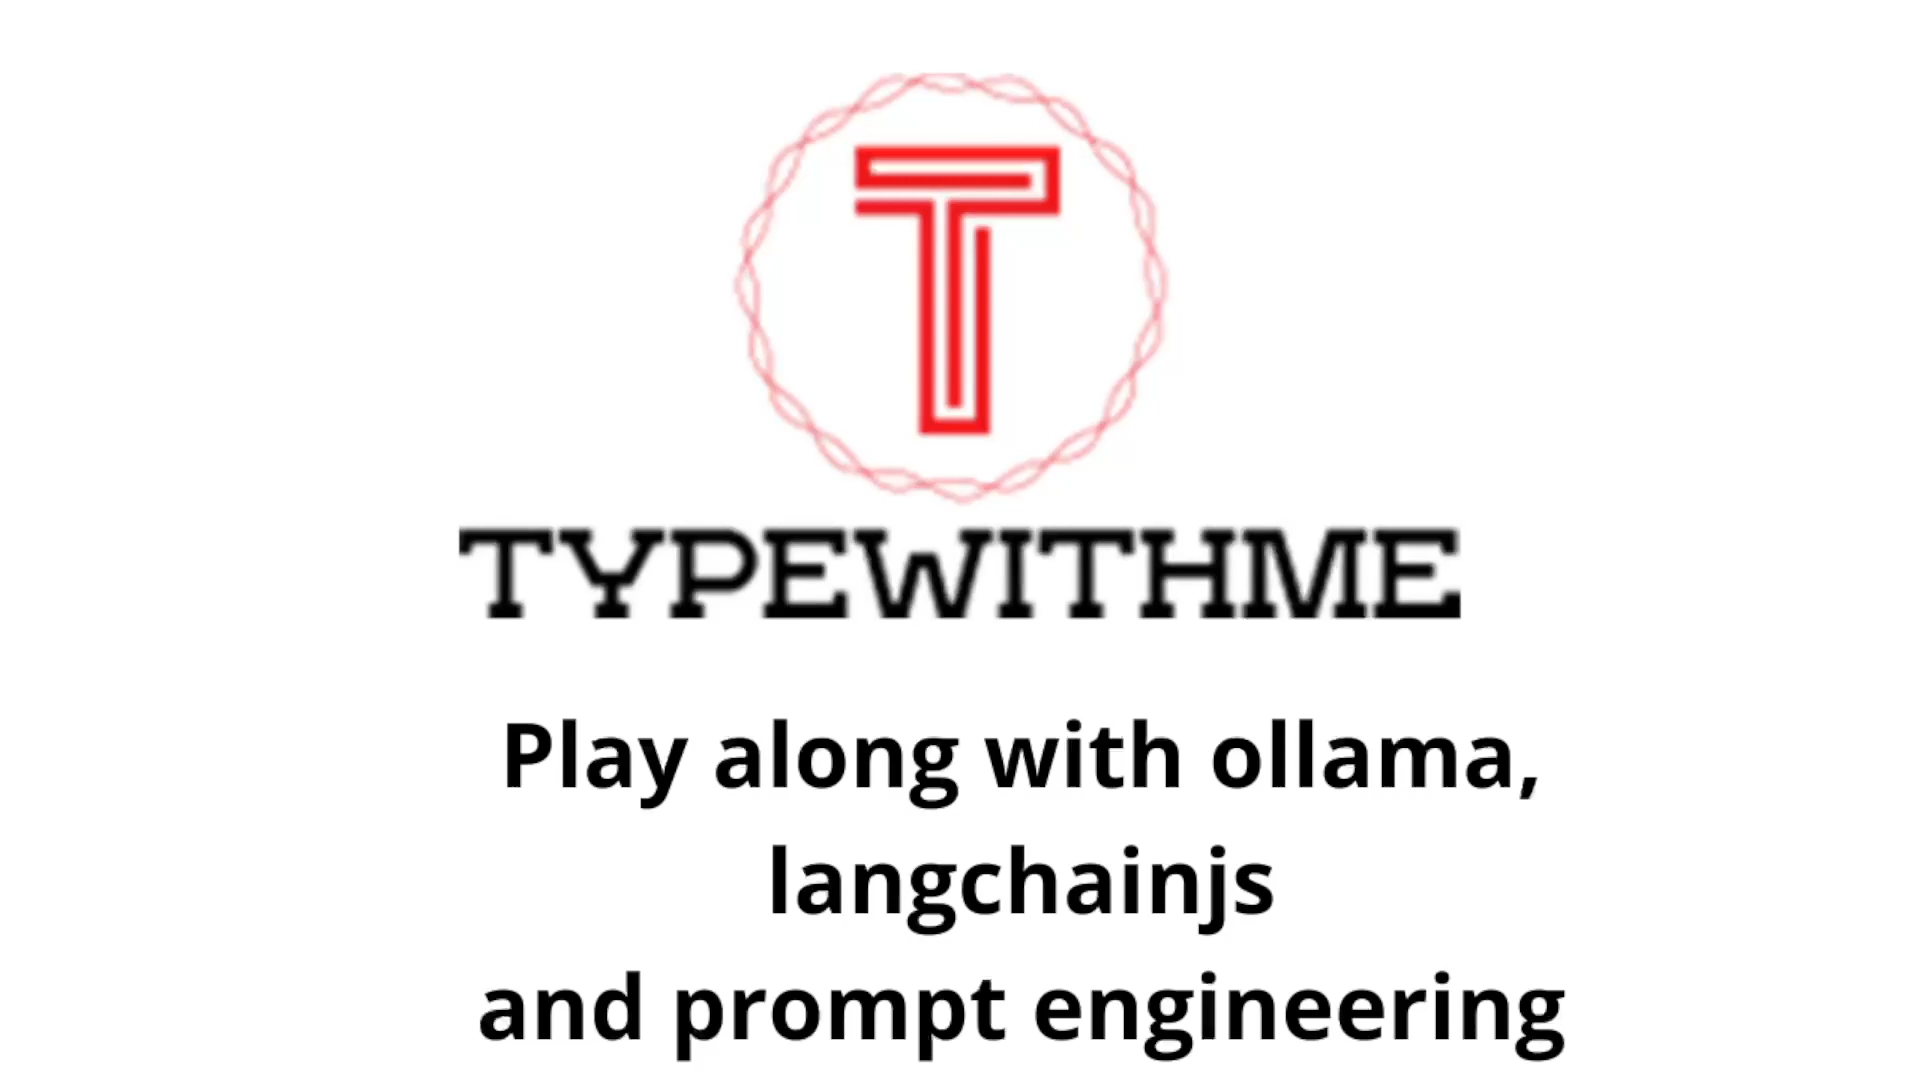 T
TYPEWITHME
Play along with ollama,
langchainjs
and prompt engineering